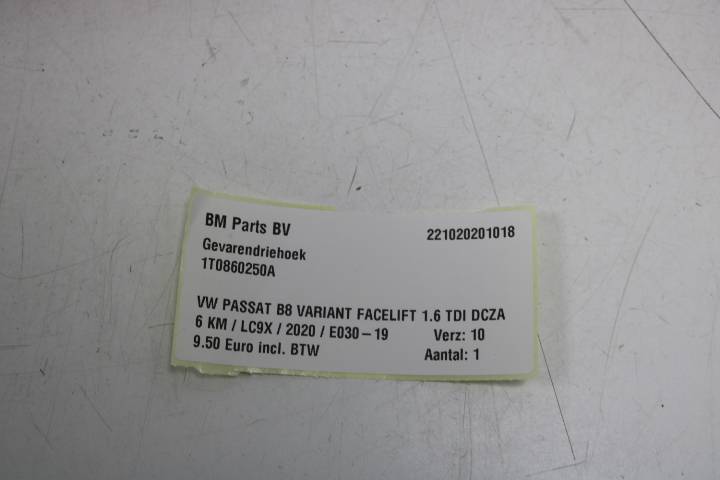 BM Parts BV 221020201018
Gevarendriehoek
1T0860250A
VW PASSAT B8 VARIANT FACELIFT 1.6 TDI DCZA
6 KM / LC9X / 2020 / E030-19 Verz: 10
9.50 Euro incl. BTW Aantal: 1